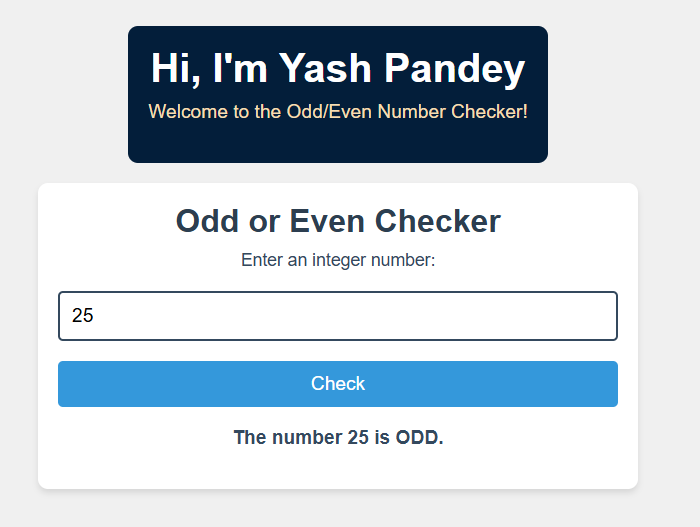 Hi, I'm Yash Pandey
Welcome to the Odd/Even Number Checker!
Odd or Even Checker
Enter an integer number:
25
Check
The number 25 is ODD.